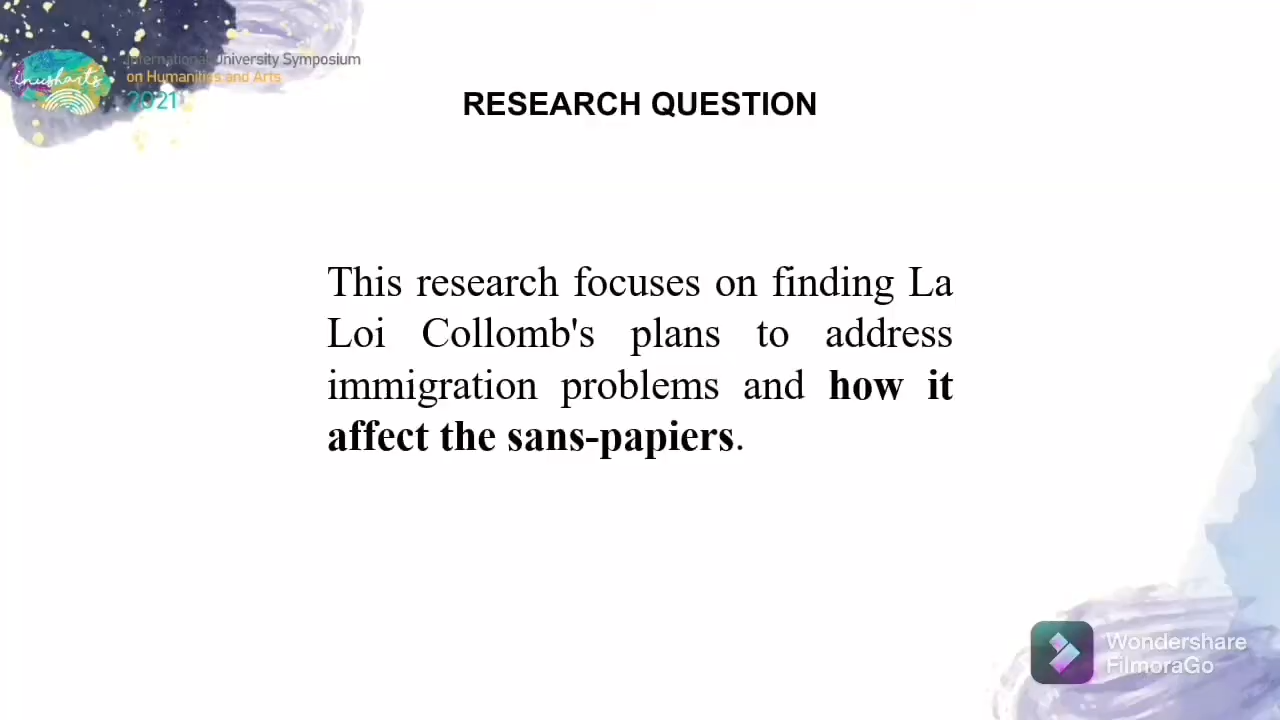 inusharts
International University Symposium
on Humanities and Arts
2021
RESEARCH QUESTION
This research focuses on finding La
Loi Collomb's plans to address
immigration problems and how it
affect the sans-papiers.
Wondershare
FilmoraGo